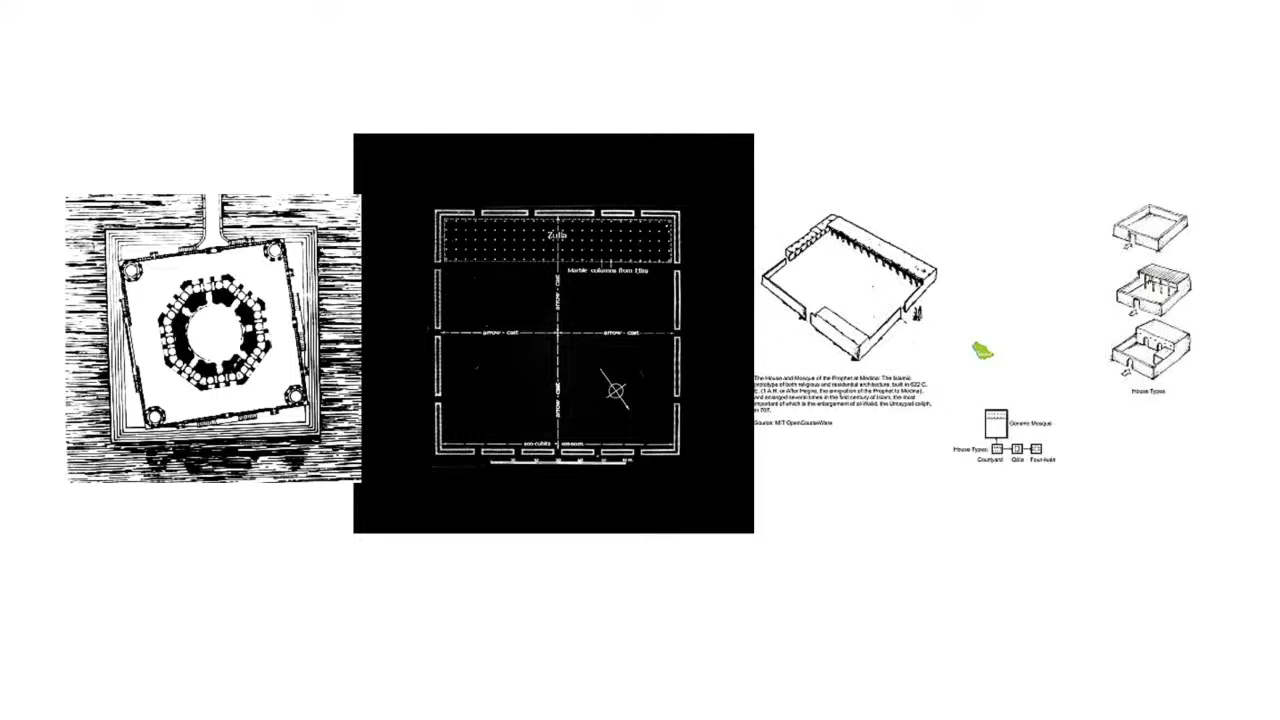 Zulla
Marble columns from Hira
arrow - cast
arrow - cast
arrow - cast
arrow - cast
The House and Mosque of the Prophet at Medina: The Islamic
prototype of both religious and residential architecture, built in 622 C.
E. (1 A.H. or After Hegire, the emigration of the Prophet to Medina),
and enlarged several times in the first century of Islam, the most
important of which is the enlargement of al-Walid, the Umayyad caliph,
in 707.
Source: MIT OpenCourseWare
House Types
Generic Mosque
House Types:
Courtyard
Qa'a
Four-iwan